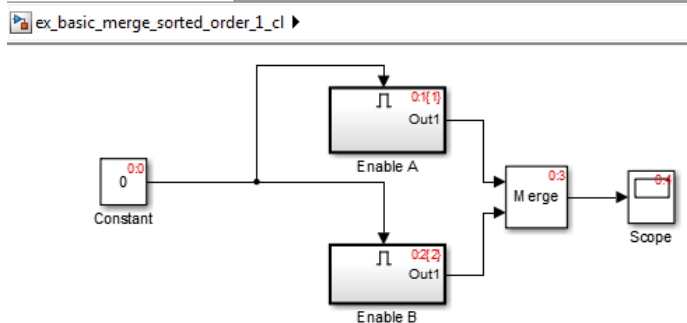 ex_basic_merge_sorted_order_1_cl
0:1{1}
Out1
Enable A
0:0
0
Constant
0:3
Merge
0:4
Scope
0:2{2}
Out1
Enable B